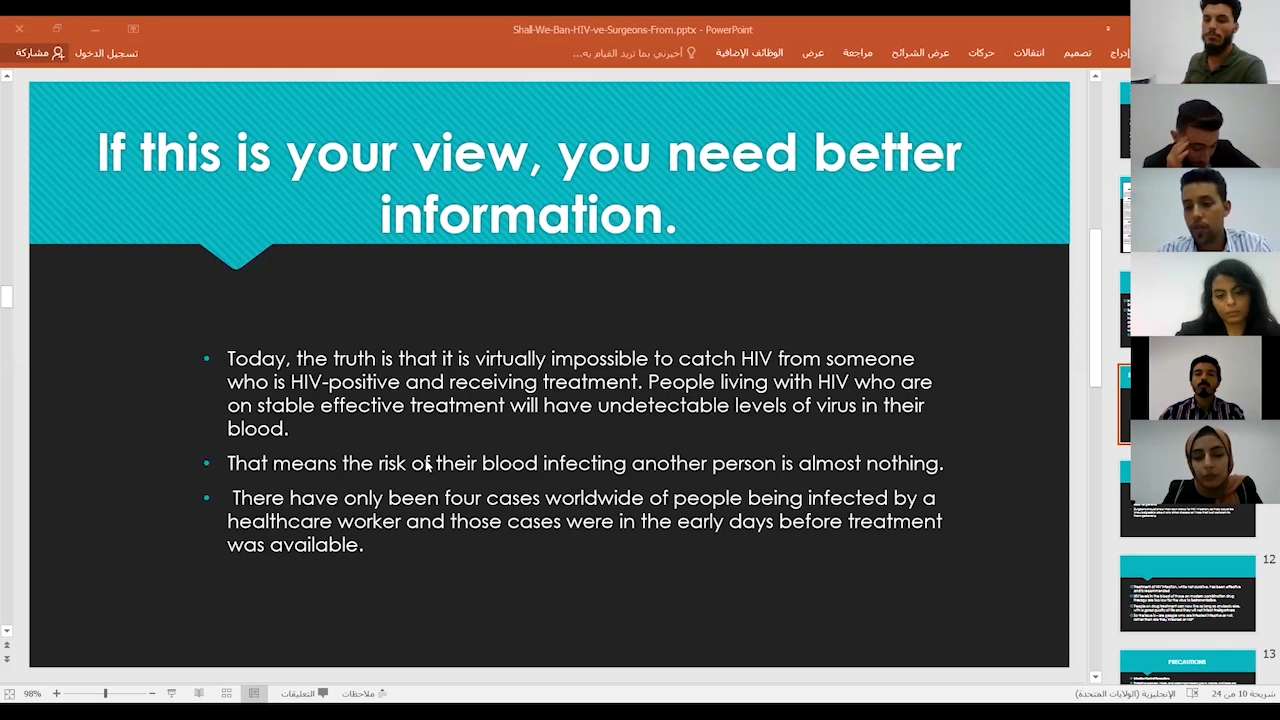 Shall-We-Ban-HIV-ve-Surgeons-From.pptx - PowerPoint
مشاركة
تسجيل الدخول
أخبرني بما تريد القيام به...
الوظائف الإضافية
عرض
مراجعة
عرض الشرائح
حركات
انتقالات
تصميم
إدراج
If this is your view, you need better
information.
• Today, the truth is that it is virtually impossible to catch HIV from someone
who is HIV-positive and receiving treatment. People living with HIV who are
on stable effective treatment will have undetectable levels of virus in their
blood.
• That means the risk of their blood infecting another person is almost nothing.
• There have only been four cases worldwide of people being infected by a
healthcare worker and those cases were in the early days before treatment
was available.
12
13
PRECAUTIONS
98%
التعليقات
ملاحظات
الإنجليزية (الولايات المتحدة)
شريحة 10 من 24